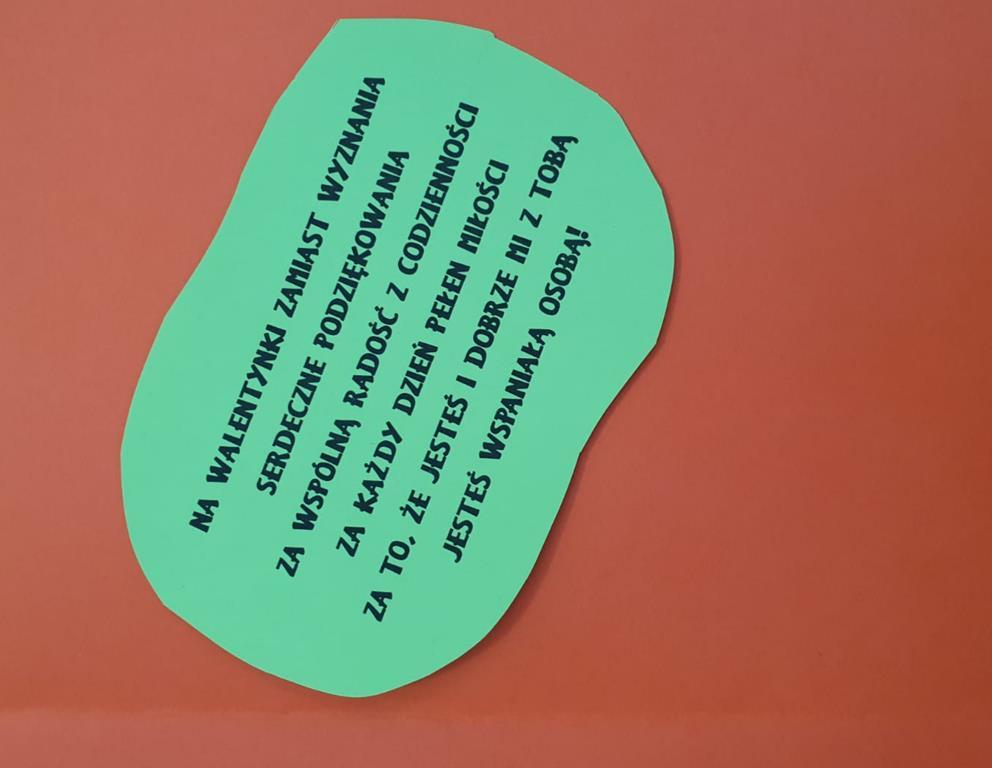 NA WALENTYNKI ZAMIAST WYZNANIA
SERDECZNE PODZIĘKOWANIA
ZA WSPÓLNĄ RADOŚĆ Z CODZIENNOŚCI
ZA KAŻDY DZIEŃ PEŁEN MIŁOŚCI
ZA TO, ŻE JESTEŚ I DOBRZE MI Z TOBĄ
JESTEŚ WSPANIAŁĄ OSOBĄ!